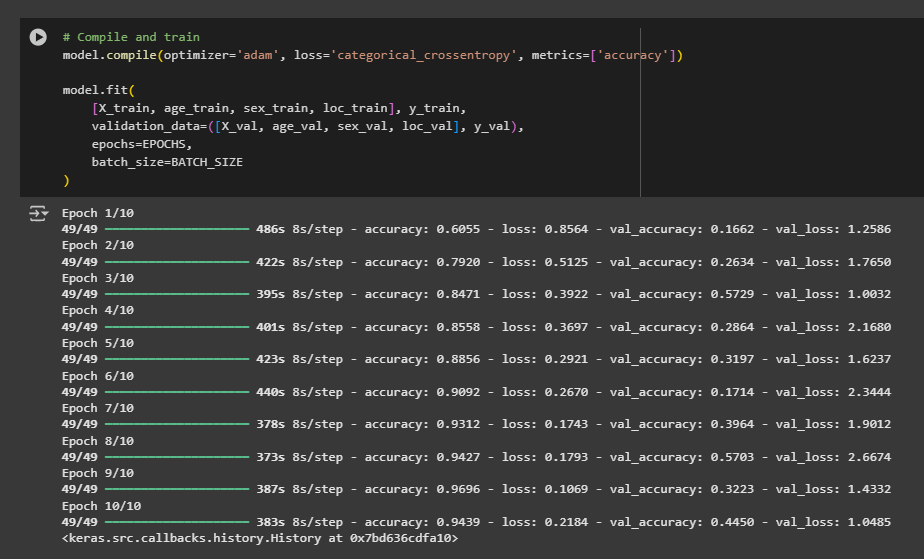 # Compile and train
model.compile(optimizer='adam', loss='categorical_crossentropy', metrics=['accuracy'])
model.fit(
[X_train, age_train, sex_train, loc_train], y_train,
validation_data=([X_val, age_val, sex_val, loc_val], y_val),
epochs=EPOCHS,
batch_size=BATCH_SIZE
)
Epoch 1/10
49/49 ━━━━━━━━━━━━━━━━━━━━ 486s 8s/step - accuracy: 0.6055 - loss: 0.8564 - val_accuracy: 0.1662 - val_loss: 1.2586
Epoch 2/10
49/49 ━━━━━━━━━━━━━━━━━━━━ 422s 8s/step - accuracy: 0.7920 - loss: 0.5125 - val_accuracy: 0.2634 - val_loss: 1.7650
Epoch 3/10
49/49 ━━━━━━━━━━━━━━━━━━━━ 395s 8s/step - accuracy: 0.8471 - loss: 0.3922 - val_accuracy: 0.5729 - val_loss: 1.0032
Epoch 4/10
49/49 ━━━━━━━━━━━━━━━━━━━━ 401s 8s/step - accuracy: 0.8558 - loss: 0.3697 - val_accuracy: 0.2864 - val_loss: 2.1680
Epoch 5/10
49/49 ━━━━━━━━━━━━━━━━━━━━ 423s 8s/step - accuracy: 0.8856 - loss: 0.2921 - val_accuracy: 0.3197 - val_loss: 1.6237
Epoch 6/10
49/49 ━━━━━━━━━━━━━━━━━━━━ 440s 8s/step - accuracy: 0.9092 - loss: 0.2670 - val_accuracy: 0.1714 - val_loss: 2.3444
Epoch 7/10
49/49 ━━━━━━━━━━━━━━━━━━━━ 378s 8s/step - accuracy: 0.9312 - loss: 0.1743 - val_accuracy: 0.3964 - val_loss: 1.9012
Epoch 8/10
49/49 ━━━━━━━━━━━━━━━━━━━━ 373s 8s/step - accuracy: 0.9427 - loss: 0.1793 - val_accuracy: 0.5703 - val_loss: 2.6674
Epoch 9/10
49/49 ━━━━━━━━━━━━━━━━━━━━ 387s 8s/step - accuracy: 0.9696 - loss: 0.1069 - val_accuracy: 0.3223 - val_loss: 1.4332
Epoch 10/10
49/49 ━━━━━━━━━━━━━━━━━━━━ 383s 8s/step - accuracy: 0.9439 - loss: 0.2184 - val_accuracy: 0.4450 - val_loss: 1.0485
<keras.src.callbacks.history.History at 0x7bd636cdfa10>